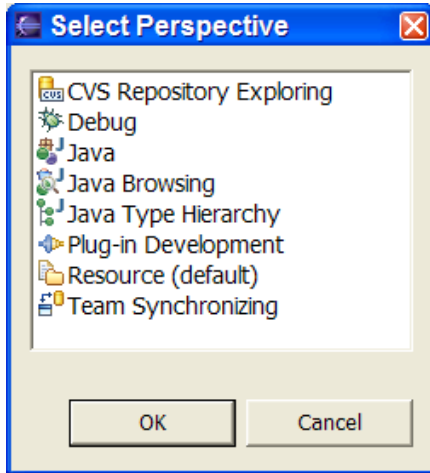 Select Perspective
CVS CVS Repository Exploring
Debug
Java
Java Browsing
Java Type Hierarchy
Plug-in Development
Resource (default)
Team Synchronizing
OK Cancel